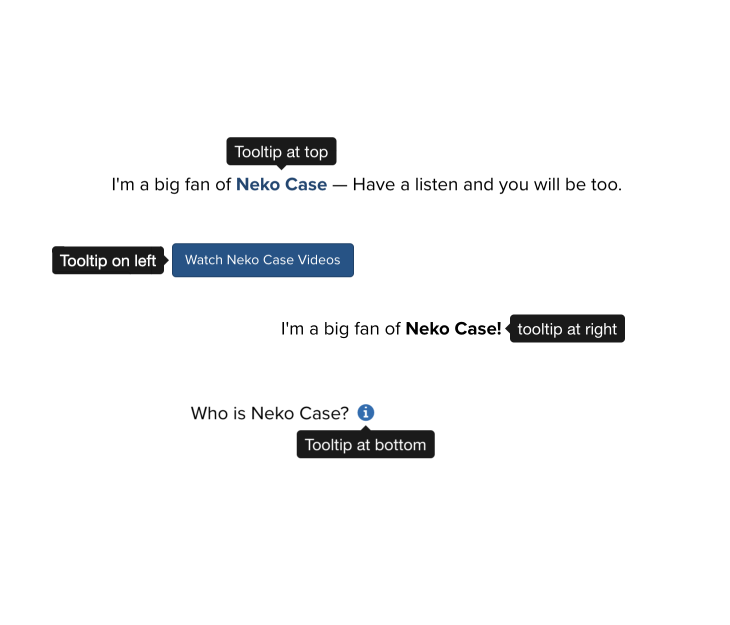 Tooltip at top
I'm a big fan of Neko Case — Have a listen and you will be too.
Tooltip on left Watch Neko Case Videos
I'm a big fan of Neko Case! tooltip at right
Who is Neko Case? i
Tooltip at bottom